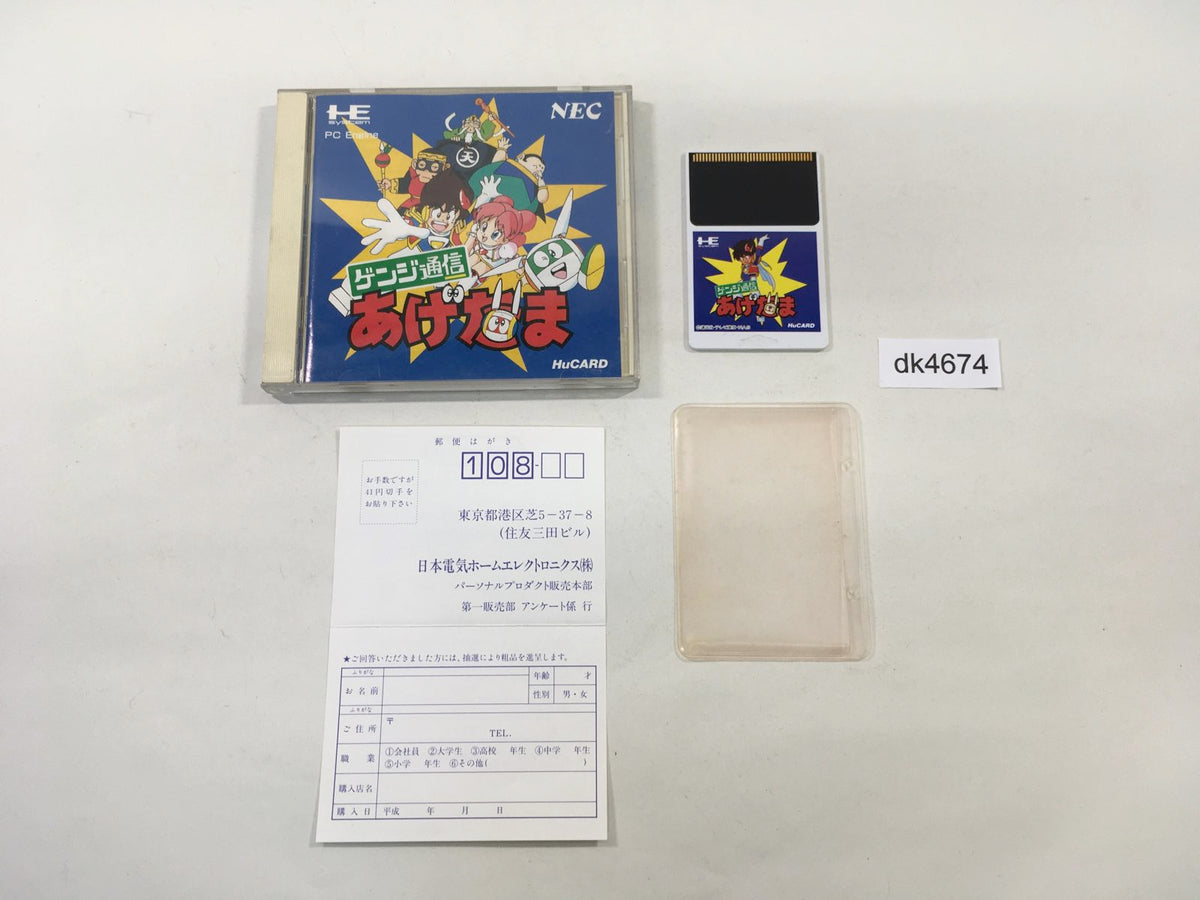 HE
SYSTEM
PC Engine
NEC
天
ゲンジ通信
あげだま
HuCARD
HE
SYSTEM
ゲンジ通信
あげだま
HuCARD
dk4674
郵便はがき
108-
お手数ですが
41円切手を
お貼り下さい
東京都港区芝5-37-8
(住友三田ビル)
日本電気ホームエレクトロニクス㈱
パーソナルプロダクト販売本部
第一販売部 アンケート係 行
★ご回答いただきました方には、抽選により粗品を進呈します。
ふりがな
お名前
年齢 才
性別 男・女
ふりがな
ご住所 〒
TEL.
職業 ①会社員 ②大学生 ③高校 年生 ④中学 年生
⑤小学 年生 ⑥その他( )
購入店名
購入日 平成 年 月 日